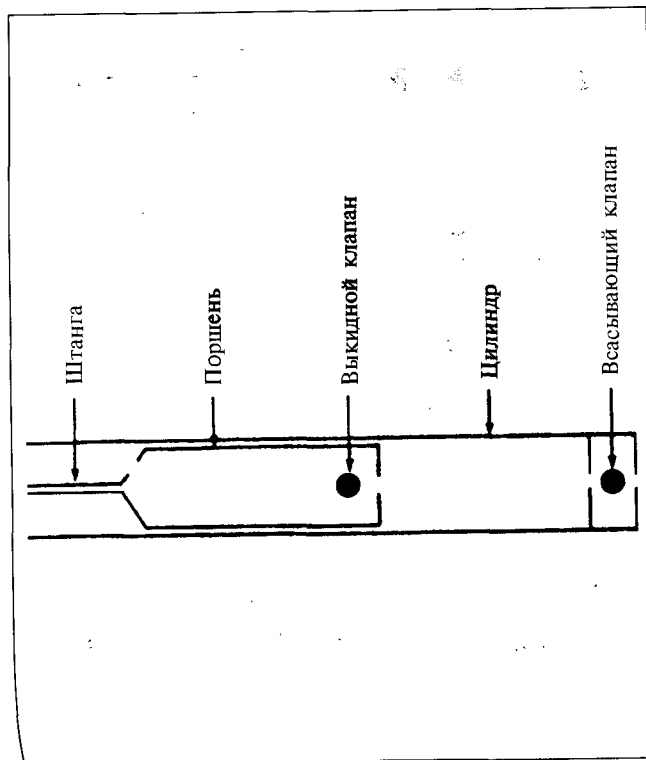 Штанга
Поршень
Выкидной клапан
Цилиндр
Всасывающий клапан